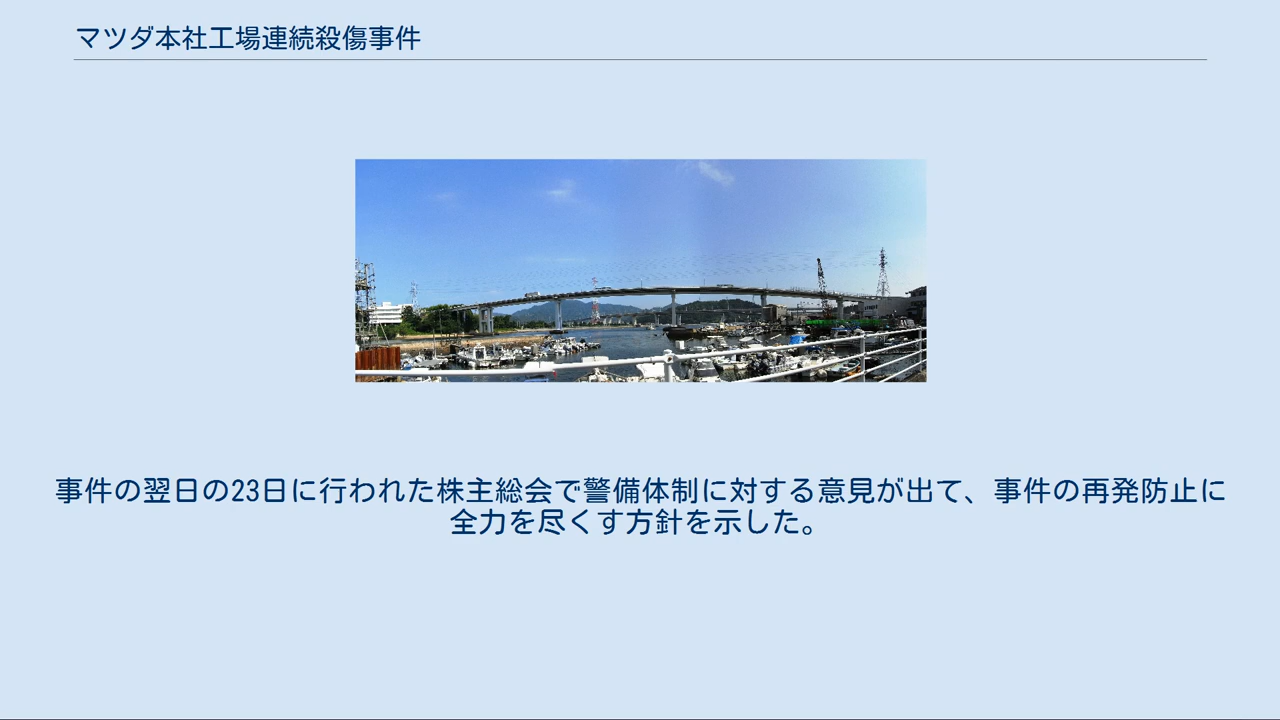 マツダ本社工場連続殺傷事件
事件の翌日の23日に行われた株主総会で警備体制に対する意見が出て、事件の再発防止に
全力を尽くす方針を示した。